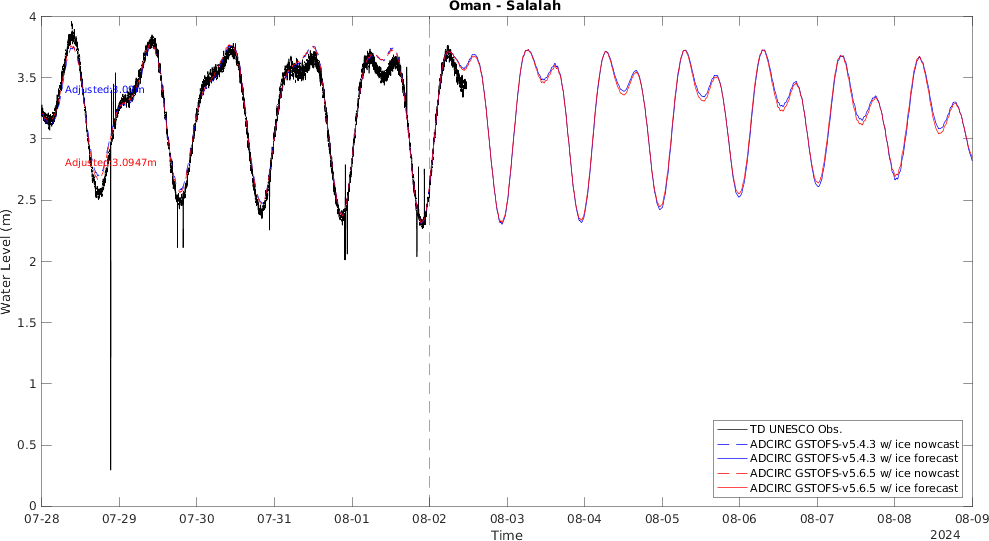 Oman - Salalah
4
3.5
3
2.5
2
1.5
1
0.5
0
Water Level (m)
Adjusted 3.0947m
07-28
07-29
07-30
07-31
08-01
08-02
08-03
08-04
08-05
08-06
08-07
08-08
08-09
Time
2024
TD UNESCO Obs.
ADCIRC GSTOFS-v5.4.3 w/ ice nowcast
ADCIRC GSTOFS-v5.4.3 w/ ice forecast
ADCIRC GSTOFS-v5.6.5 w/ ice nowcast
ADCIRC GSTOFS-v5.6.5 w/ ice forecast